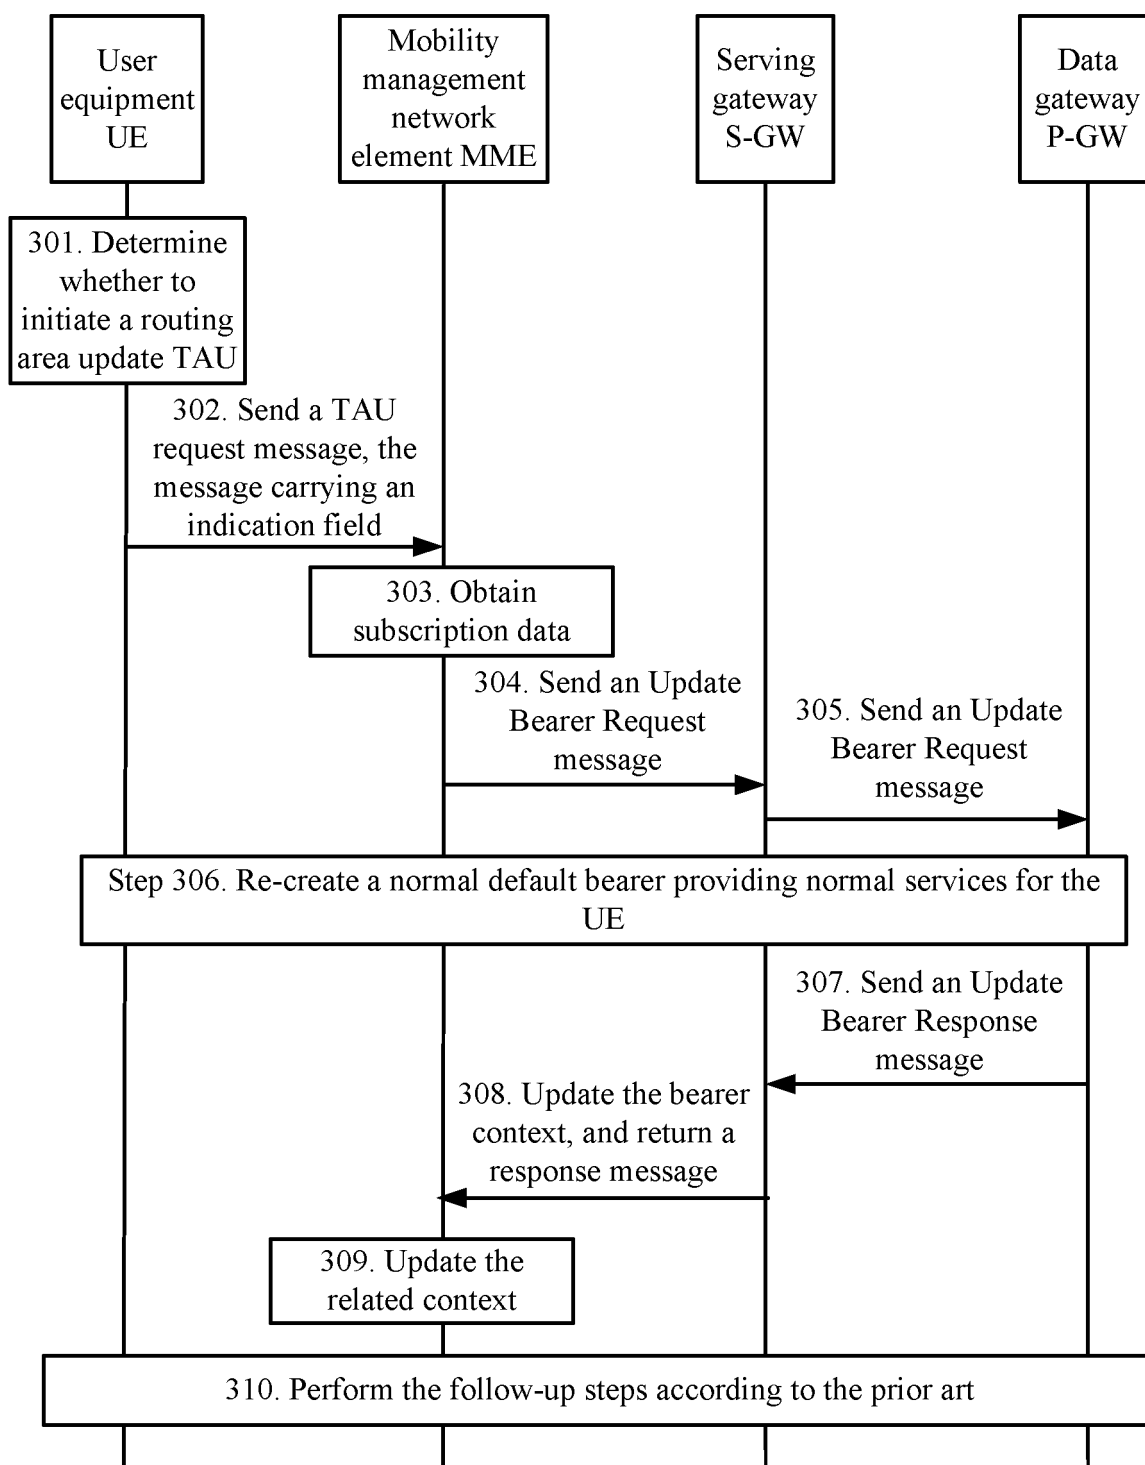 User
equipment
UE
Mobility
management
network
element MME
Serving
gateway
S-GW
Data
gateway
P-GW
301. Determine
whether to
initiate a routing
area update TAU
302. Send a TAU
request message, the
message carrying an
indication field
303. Obtain
subscription data
304. Send an Update
Bearer Request
message
305. Send an Update
Bearer Request
message
Step 306. Re-create a normal default bearer providing normal services for the
UE
307. Send an Update
Bearer Response
message
308. Update the bearer
context, and return a
response message
309. Update the
related context
310. Perform the follow-up steps according to the prior art